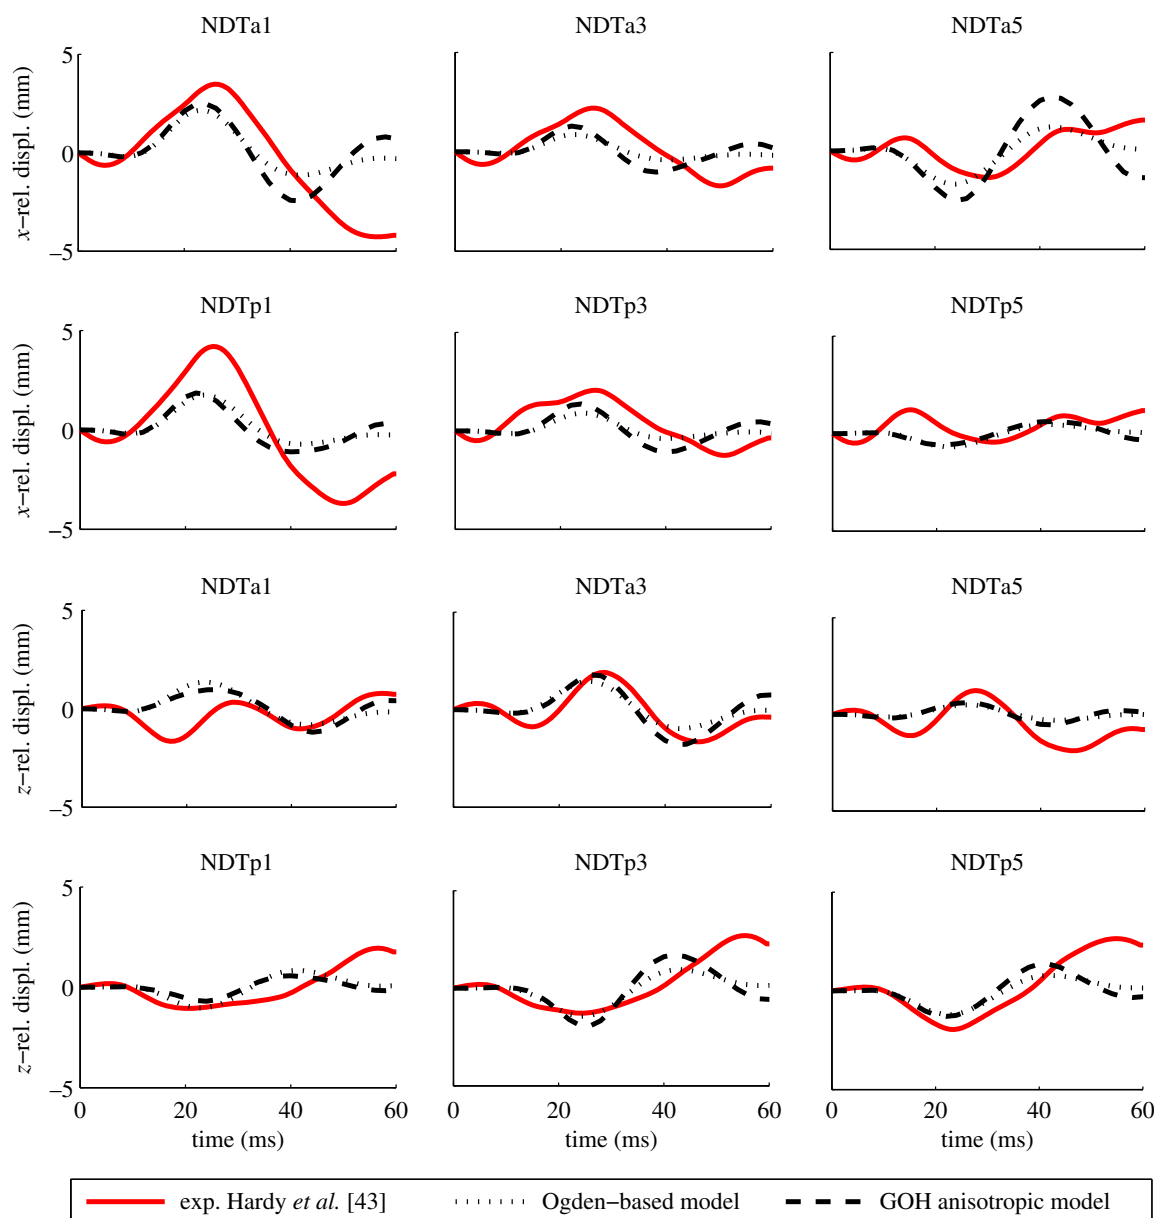 NDTa1 NDTa3 NDTa5
5
0
−5
x−rel. displ. (mm)
NDTp1 NDTp3 NDTp5
5
0
−5
x−rel. displ. (mm)
NDTa1 NDTa3 NDTa5
5
0
−5
z−rel. displ. (mm)
NDTp1 NDTp3 NDTp5
5
0
−5
z−rel. displ. (mm)
0 20 40 60 0 20 40 60 0 20 40 60
time (ms) time (ms) time (ms)
exp. Hardy et al. [43] Ogden−based model GOH anisotropic model